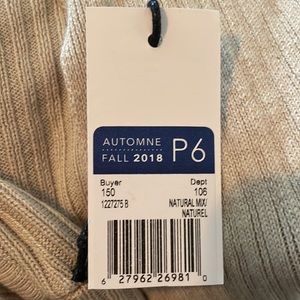 AUTOMNE
FALL 2018 P6
Buyer Dept
150 106
1227275 B NATURAL MIX/
NATUREL
6 27962 26981 0